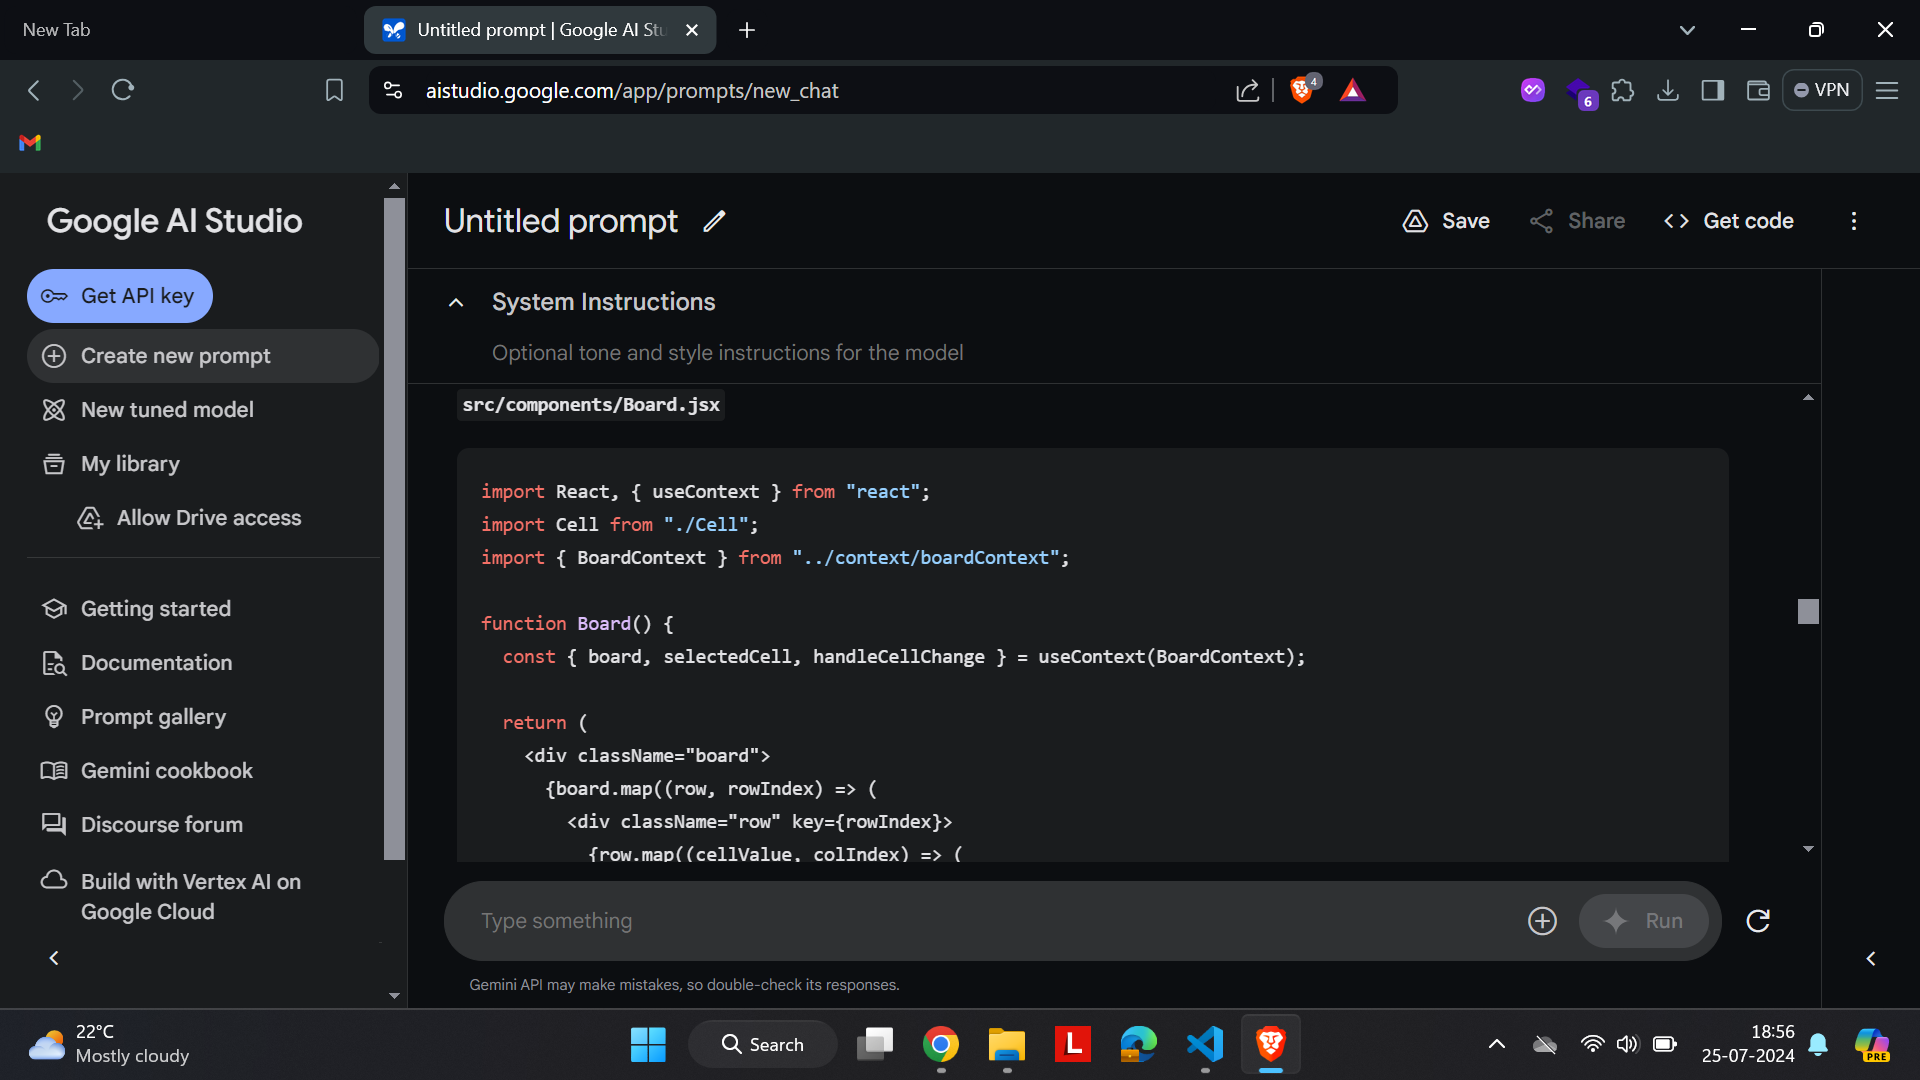 New Tab
Untitled prompt | Google AI Stu
aistudio.google.com/app/prompts/new_chat
4
6
VPN
Google AI Studio
Get API key
Create new prompt
New tuned model
My library
Allow Drive access
Getting started
Documentation
Prompt gallery
Gemini cookbook
Discourse forum
Build with Vertex AI on
Google Cloud
Untitled prompt
Save
Share
Get code
System Instructions
Optional tone and style instructions for the model
src/components/Board.jsx
import React, { useContext } from "react";
import Cell from "./Cell";
import { BoardContext } from "../context/boardContext";
function Board() {
const { board, selectedCell, handleCellChange } = useContext(BoardContext);
return (
<div className="board">
{board.map((row, rowIndex) => (
<div className="row" key={rowIndex}>
{row.map((cellValue, colIndex) => (
Type something
Run
Gemini API may make mistakes, so double-check its responses.
22°C
Mostly cloudy
Search
L
18:56
25-07-2024
PRE